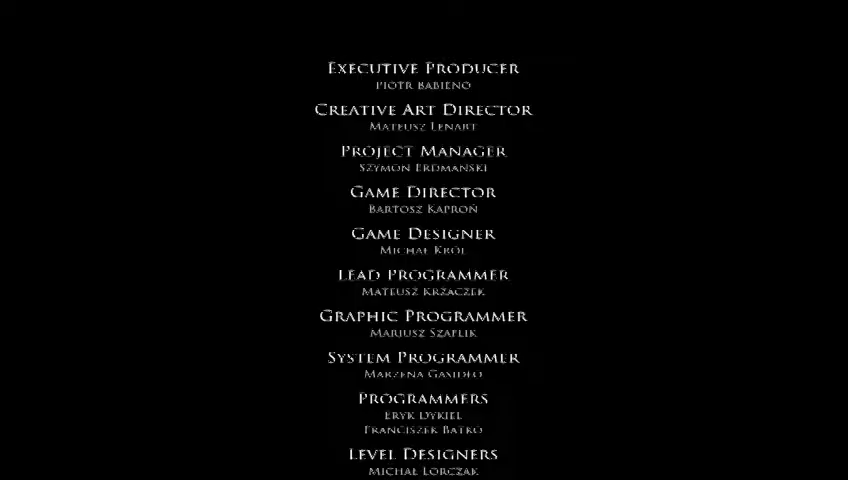 Executive Producer
Piotr Babieno
Creative Art Director
Mateusz Lenart
Project Manager
Szymon Erdmański
Game Director
Bartosz Kaproń
Game Designer
Michał Król
Lead Programmer
Mateusz Krzaczek
Graphic Programmer
Mariusz Szaflik
System Programmer
Marzena Gasidło
Programmers
Eryk Dykiel
Franciszek Batko
Level Designers
Michał Lorczak